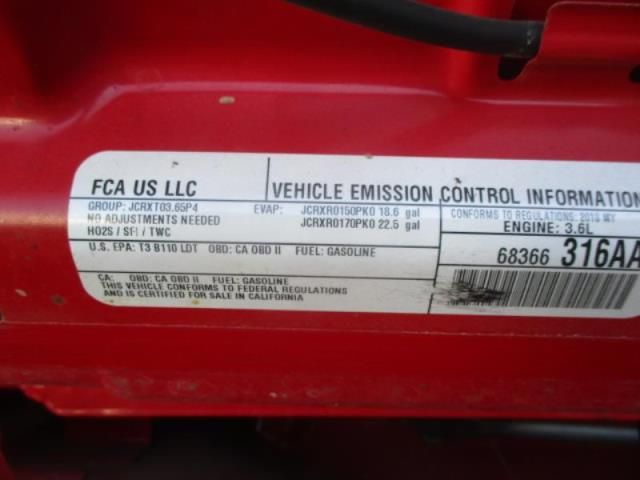 FCA US LLC
VEHICLE EMISSION CONTROL INFORMATION
GROUP: JCRXT03.65P4
EVAP: JCRXR0150PK0 18.6 gal
JCRXR0170PK0 22.5 gal
NO ADJUSTMENTS NEEDED
HO2S / SFI / TWC
CONFORMS TO REGULATIONS: 2018 MY
ENGINE: 3.6L
U.S. EPA: T3 B110 LDT OBD: CA OBD II FUEL: GASOLINE
68366 316AA
CA: OBD: CA OBD II FUEL: GASOLINE
THIS VEHICLE CONFORMS TO FEDERAL REGULATIONS
AND IS CERTIFIED FOR SALE IN CALIFORNIA